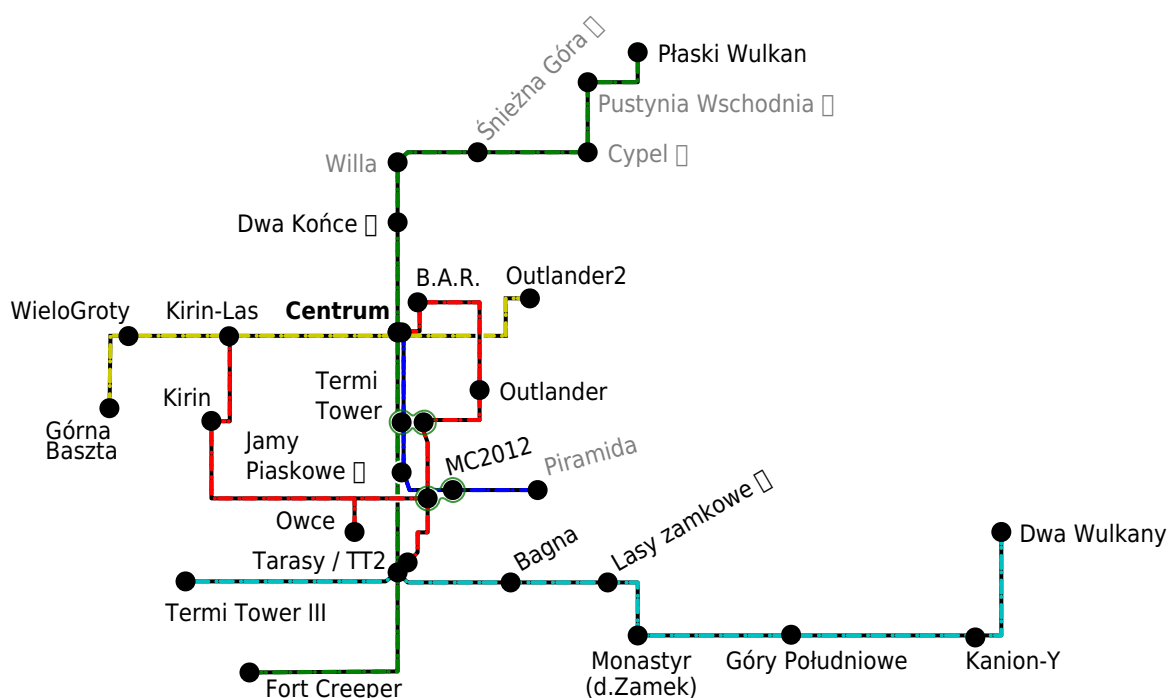 Śnieżna Góra ▯
Płaski Wulkan
Pustynia Wschodnia ▯
Cypel ▯
Willa
Dwa Końce ▯
B.A.R.
Outlander2
WieloGroty
Kirin-Las
Centrum
Termi
Tower
Outlander
Kirin
Górna
Baszta
Jamy
Piaskowe ▯
MC2012
Piramida
Owce
Tarasy / TT2
Bagna
Lasy zamkowe ▯
Dwa Wulkany
Termi Tower III
Monastyr
(d.Zamek)
Góry Południowe
Kanion-Y
Fort Creeper